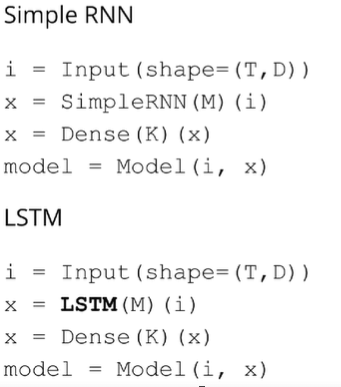 Simple RNN
i = Input(shape=(T,D))
x = SimpleRNN(M)(i)
x = Dense(K)(x)
model = Model(i, x)
LSTM
i = Input(shape=(T,D))
x = LSTM(M)(i)
x = Dense(K)(x)
model = Model(i, x)